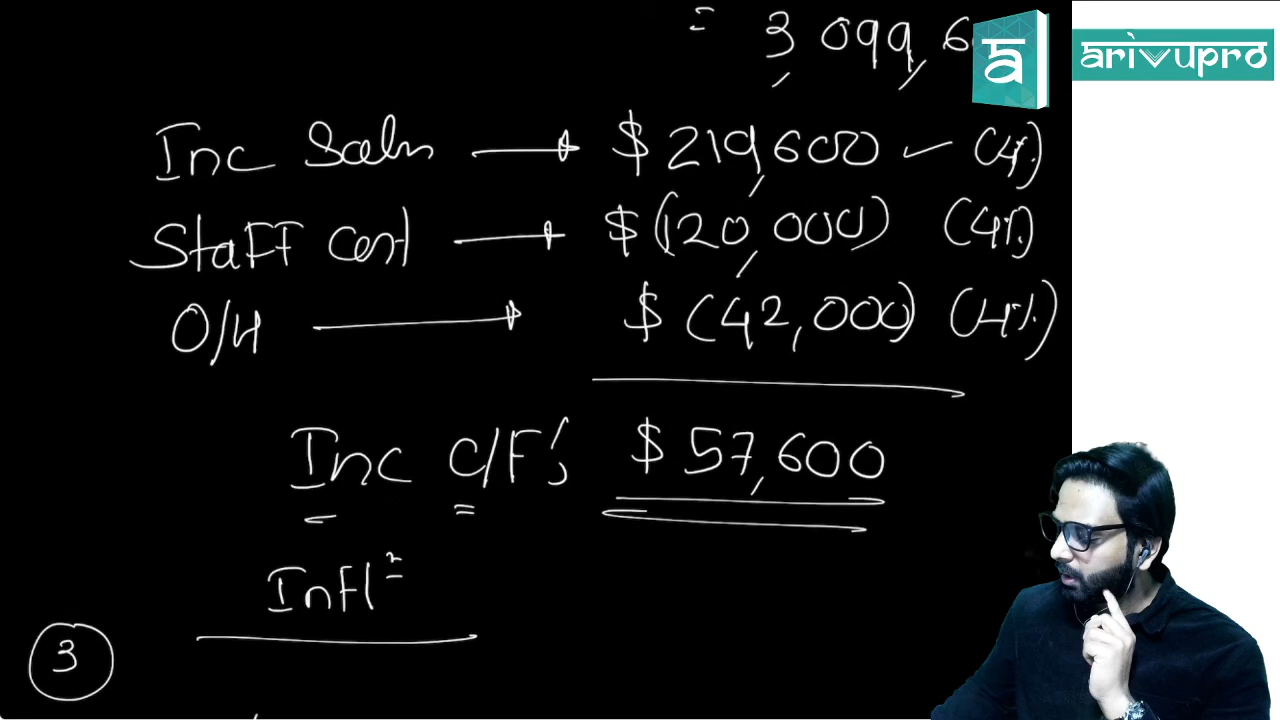 = 3,099,6
a arivupro
Inc Sales → $ 219,600 ✓ (4%)
Staff Cost → $ (120,000) (4%)
O/H → $ (42,000) (4%)
Inc C/F's $ 57,600
Infl²
3